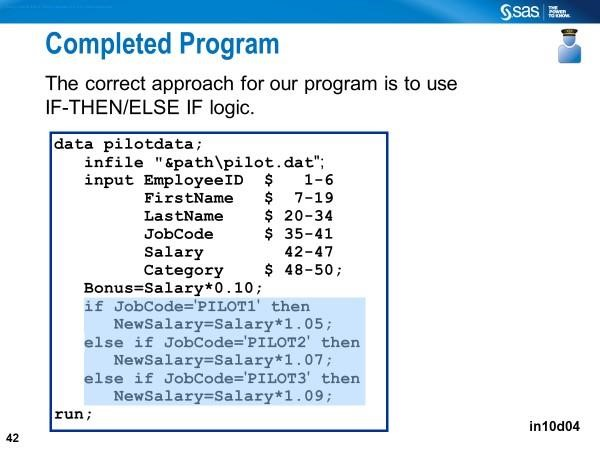 sas THE POWER TO KNOW.
Completed Program
The correct approach for our program is to use
IF-THEN/ELSE IF logic.
data pilotdata;
infile "&path\pilot.dat";
input EmployeeID $ 1-6
FirstName $ 7-19
LastName $ 20-34
JobCode $ 35-41
Salary 42-47
Category $ 48-50;
Bonus=Salary*0.10;
if JobCode='PILOT1' then
NewSalary=Salary*1.05;
else if JobCode='PILOT2' then
NewSalary=Salary*1.07;
else if JobCode='PILOT3' then
NewSalary=Salary*1.09;
run;
in10d04
42